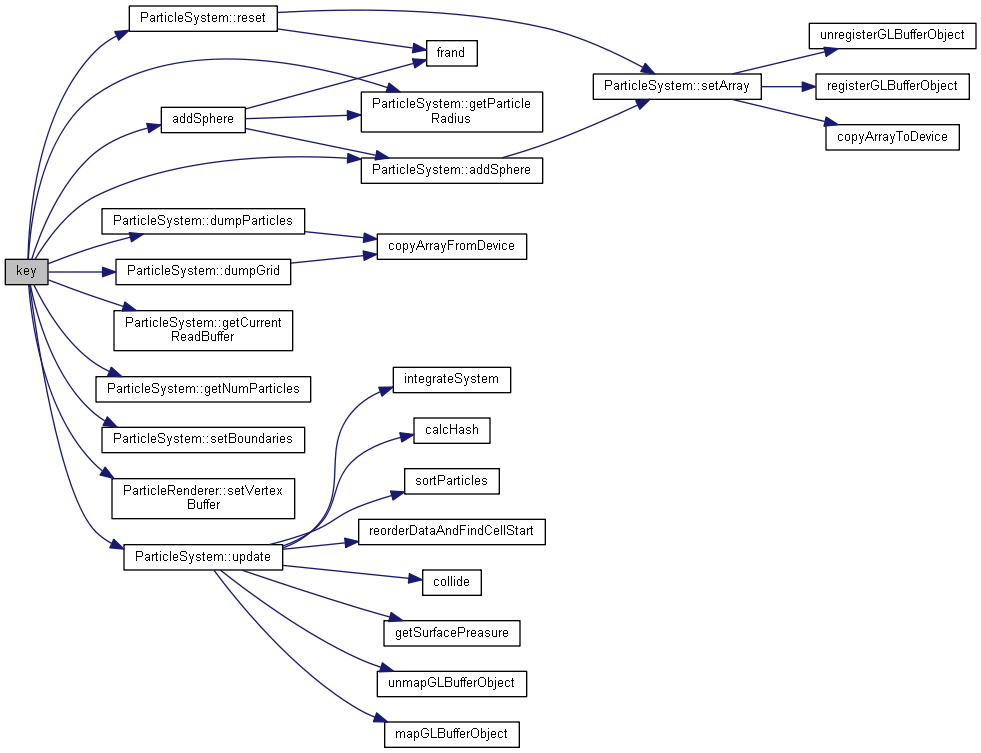 ParticleSystem::reset
unregisterGLBufferObject
frand
ParticleSystem::setArray
registerGLBufferObject
ParticleSystem::getParticle
Radius
addSphere
copyArrayToDevice
ParticleSystem::addSphere
ParticleSystem::dumpParticles
copyArrayFromDevice
key
ParticleSystem::dumpGrid
ParticleSystem::getCurrent
ReadBuffer
ParticleSystem::getNumParticles
integrateSystem
ParticleSystem::setBoundaries
calcHash
ParticleRenderer::setVertex
Buffer
sortParticles
reorderDataAndFindCellStart
ParticleSystem::update
collide
getSurfacePreasure
unmapGLBufferObject
mapGLBufferObject